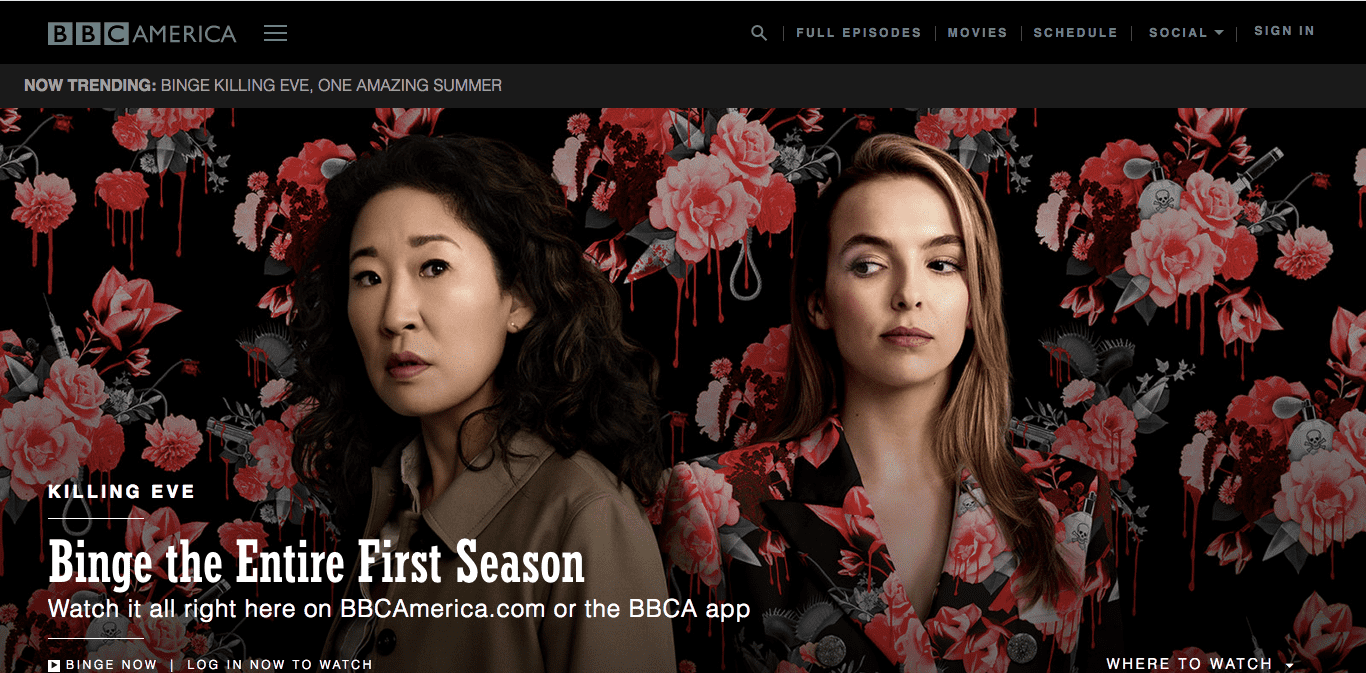 BBC AMERICA
FULL EPISODES
MOVIES
SCHEDULE
SOCIAL
SIGN IN
NOW TRENDING: BINGE KILLING EVE, ONE AMAZING SUMMER
KILLING EVE
Binge the Entire First Season
Watch it all right here on BBCAmerica.com or the BBCA app
BINGE NOW | LOG IN NOW TO WATCH
WHERE TO WATCH